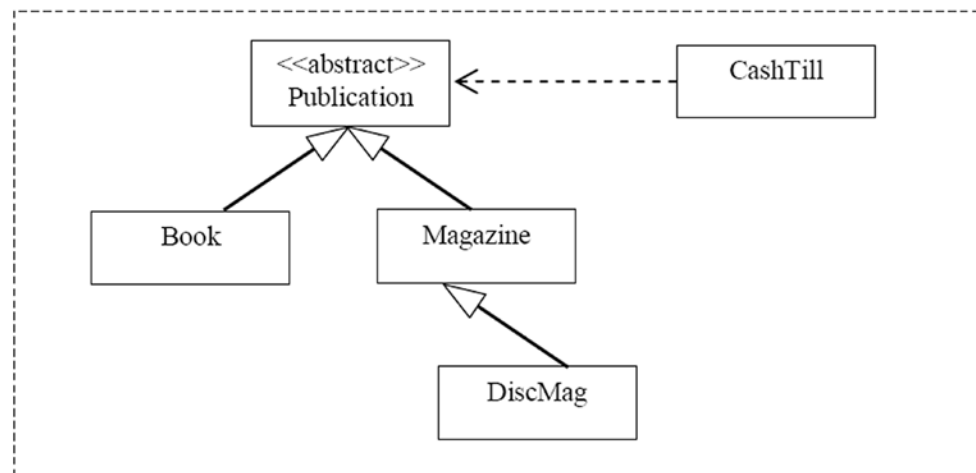 <<abstract>>
Publication
CashTill
Book
Magazine
DiscMag